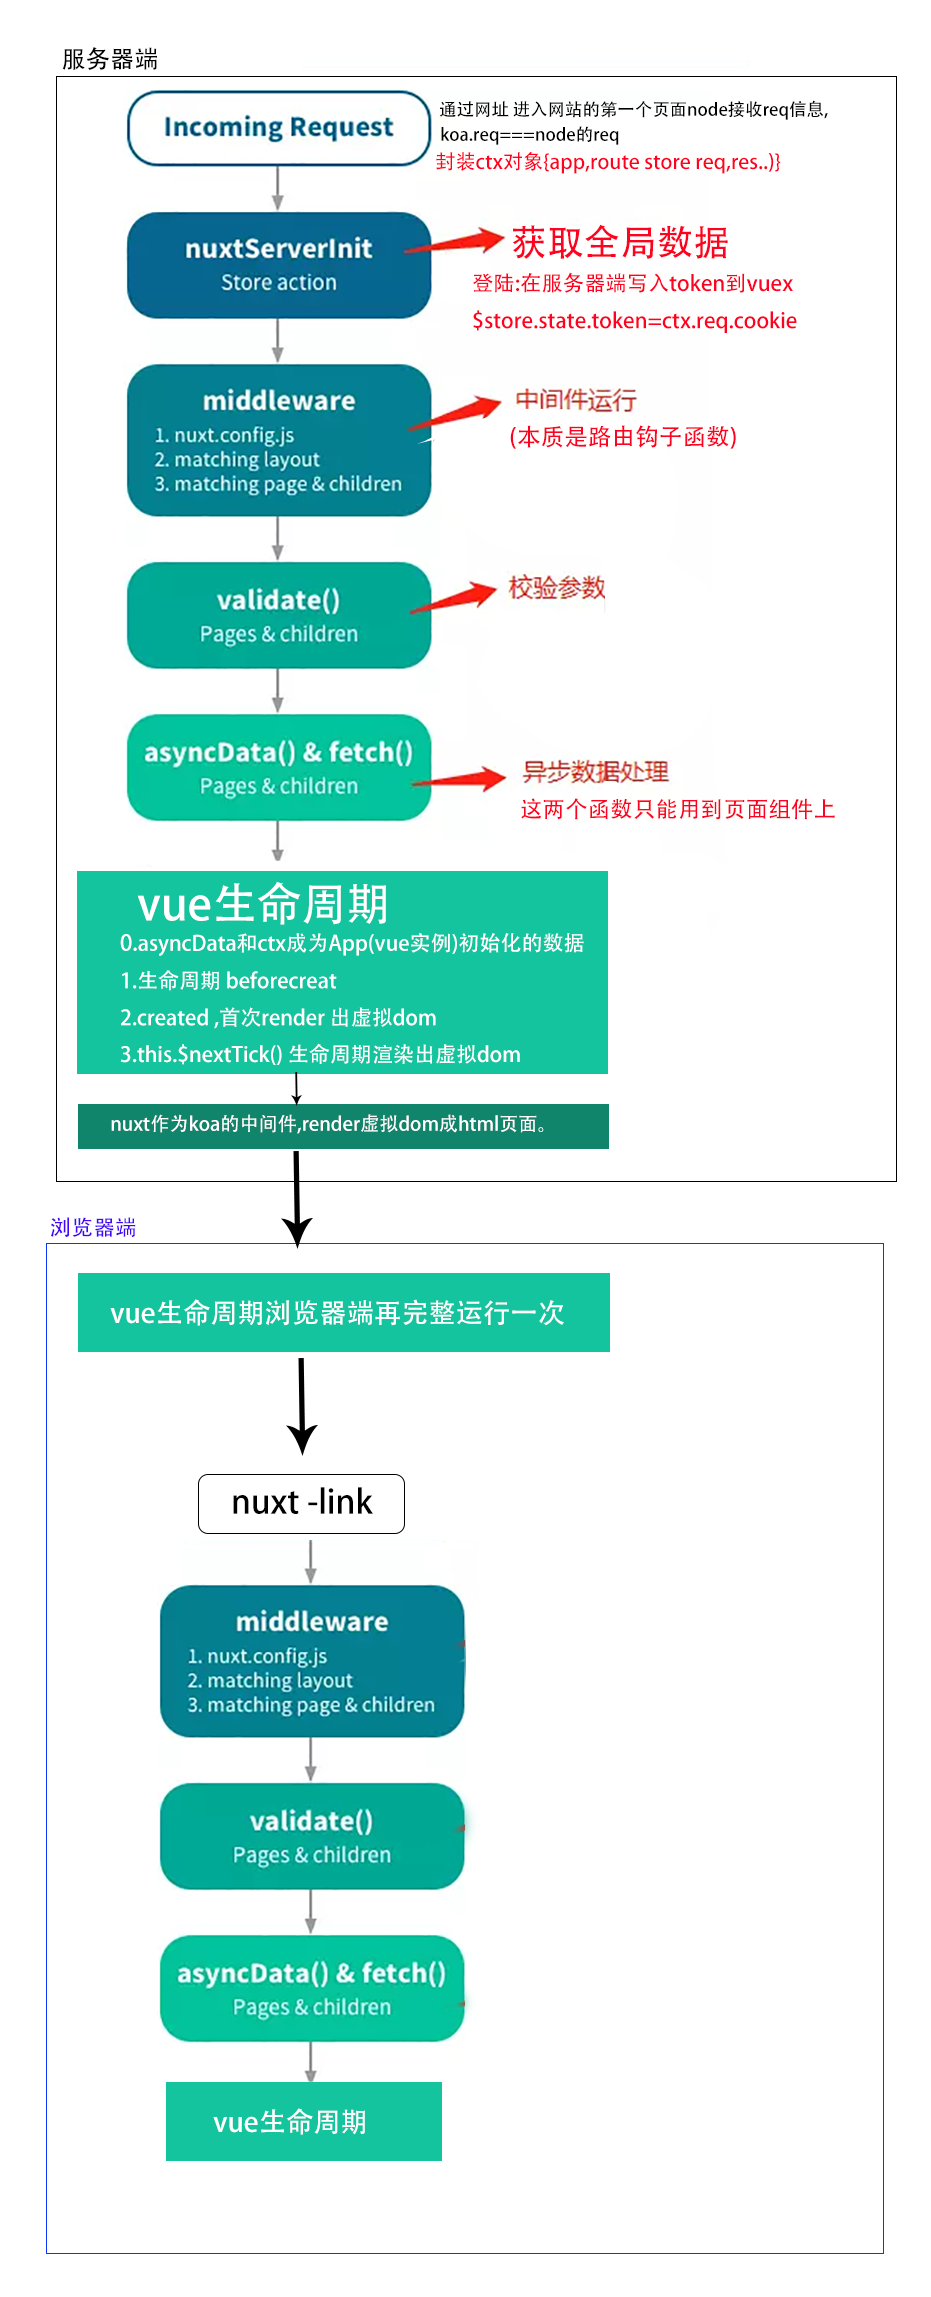 服务器端
Incoming Request
通过网址 进入网站的第一个页面node接收req信息,
koa.req===node的req
封装ctx对象{app,route store req,res..)}
nuxtServerInit
Store action
获取全局数据
登陆:在服务器端写入token到vuex
$store.state.token=ctx.req.cookie
middleware
1. nuxt.config.js
2. matching layout
3. matching page & children
中间件运行
(本质是路由钩子函数)
validate()
Pages & children
校验参数
asyncData() & fetch()
Pages & children
异步数据处理
这两个函数只能用到页面组件上
vue生命周期
0.asyncData和ctx成为App(vue实例)初始化的数据
1.生命周期 beforecreat
2.created ,首次render 出虚拟dom
3.this.$nextTick() 生命周期渲染出虚拟dom
nuxt作为koa的中间件,render虚拟dom成html页面。
浏览器端
vue生命周期浏览器端再完整运行一次
nuxt -link
middleware
1. nuxt.config.js
2. matching layout
3. matching page & children
validate()
Pages & children
asyncData() & fetch()
Pages & children
vue生命周期